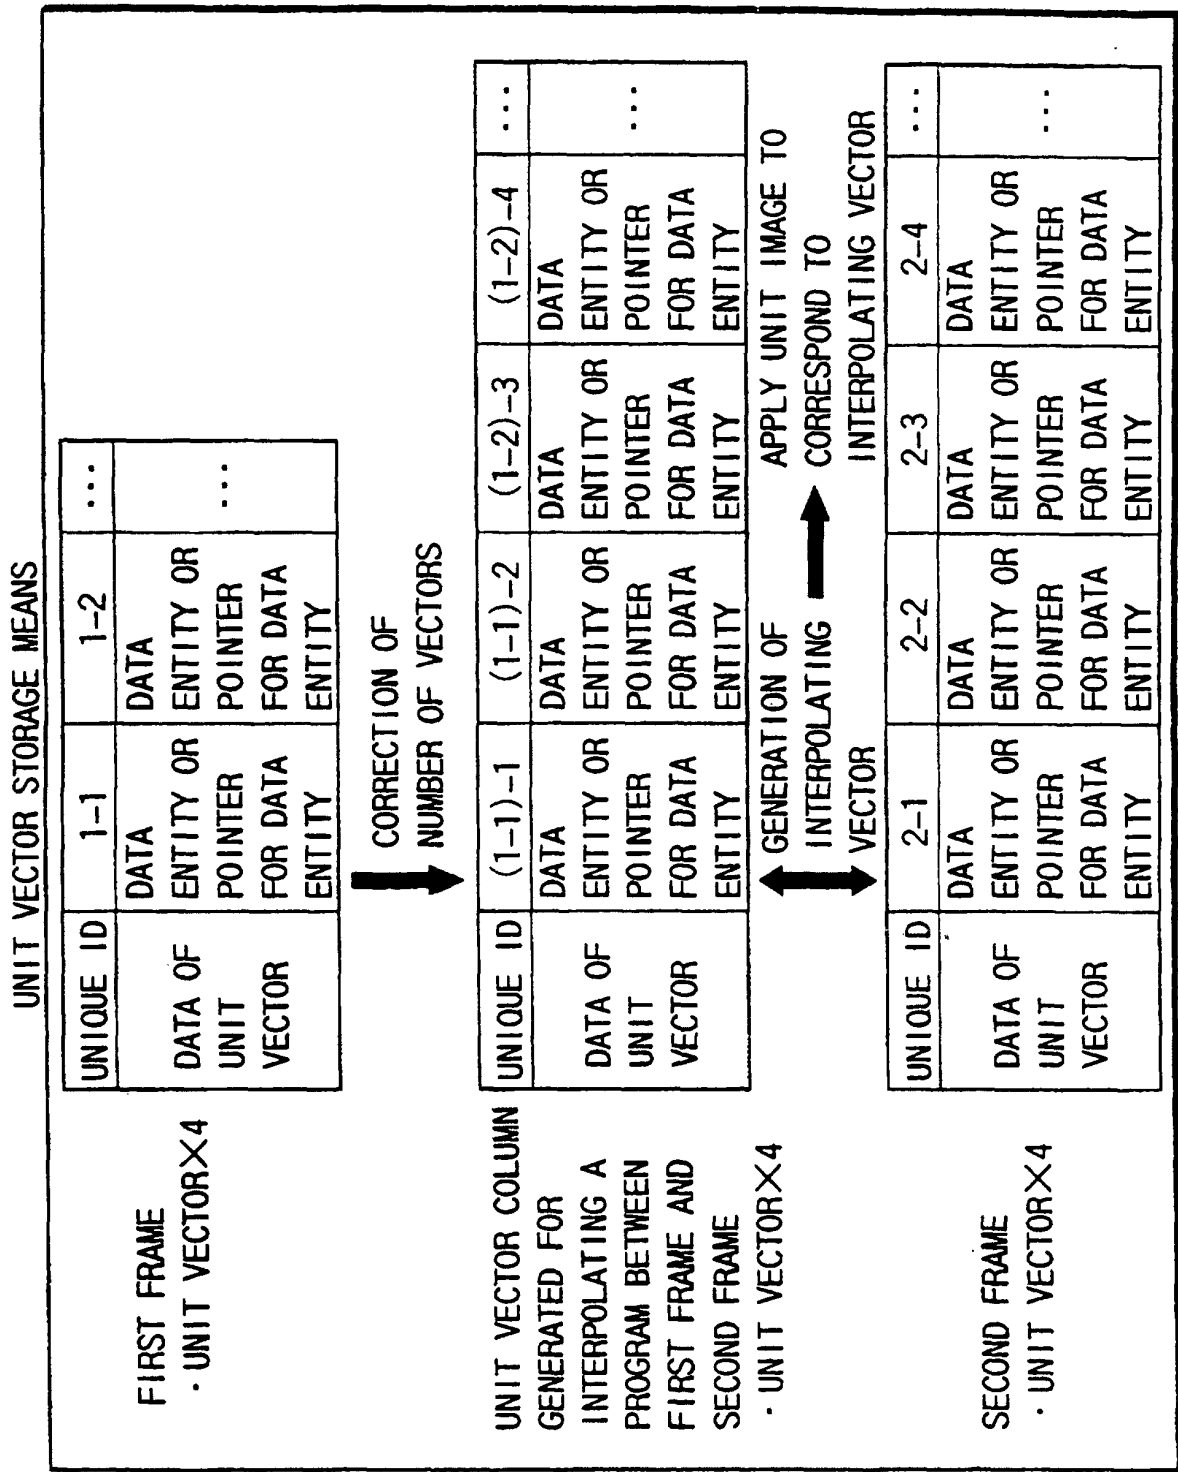 UNIT VECTOR STORAGE MEANS
FIRST FRAME
· UNIT VECTOR×4
UNIQUE ID
1-1
1-2
...
DATA OF
UNIT
VECTOR
DATA
ENTITY OR
POINTER
FOR DATA
ENTITY
DATA
ENTITY OR
POINTER
FOR DATA
ENTITY
...
CORRECTION OF
NUMBER OF VECTORS
UNIT VECTOR COLUMN
GENERATED FOR
INTERPOLATING A
PROGRAM BETWEEN
FIRST FRAME AND
SECOND FRAME
· UNIT VECTOR×4
UNIQUE ID
(1-1)-1
(1-1)-2
(1-2)-3
(1-2)-4
...
DATA OF
UNIT
VECTOR
DATA
ENTITY OR
POINTER
FOR DATA
ENTITY
DATA
ENTITY OR
POINTER
FOR DATA
ENTITY
DATA
ENTITY OR
POINTER
FOR DATA
ENTITY
DATA
ENTITY OR
POINTER
FOR DATA
ENTITY
...
GENERATION OF
INTERPOLATING
VECTOR
APPLY UNIT IMAGE TO
CORRESPOND TO
INTERPOLATING VECTOR
SECOND FRAME
· UNIT VECTOR×4
UNIQUE ID
2-1
2-2
2-3
2-4
...
DATA OF
UNIT
VECTOR
DATA
ENTITY OR
POINTER
FOR DATA
ENTITY
DATA
ENTITY OR
POINTER
FOR DATA
ENTITY
DATA
ENTITY OR
POINTER
FOR DATA
ENTITY
DATA
ENTITY OR
POINTER
FOR DATA
ENTITY
...